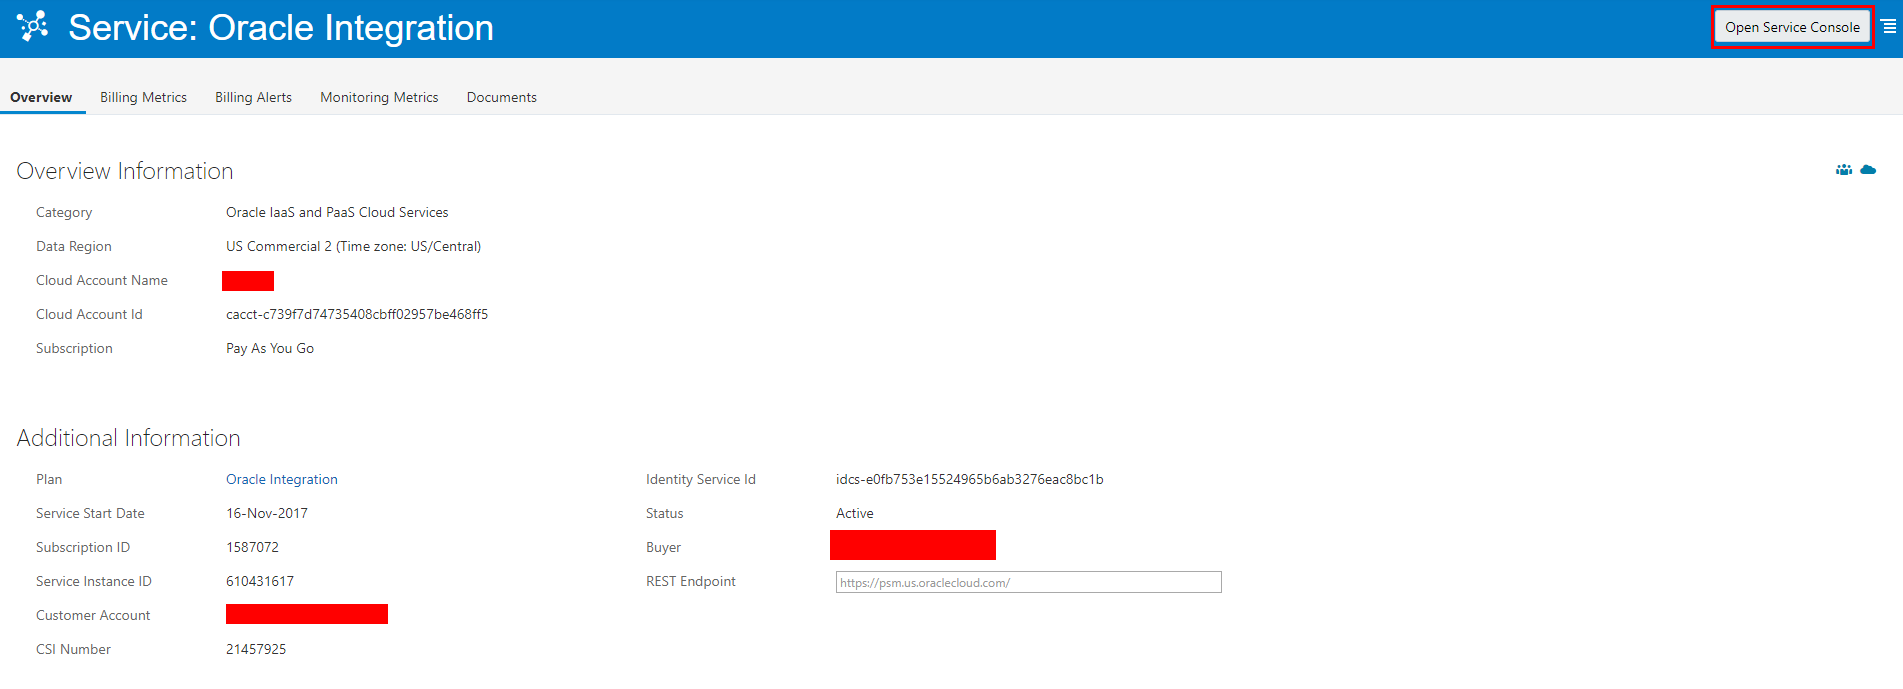 Service: Oracle Integration
Open Service Console
Overview Billing Metrics Billing Alerts Monitoring Metrics Documents
Overview Information
Category Oracle IaaS and PaaS Cloud Services
Data Region US Commercial 2 (Time zone: US/Central)
Cloud Account Name
Cloud Account Id cacct-c739f7d74735408cbff02957be468ff5
Subscription Pay As You Go
Additional Information
Plan Oracle Integration Identity Service Id idcs-e0fb753e15524965b6ab3276eac8bc1b
Service Start Date 16-Nov-2017 Status Active
Subscription ID 1587072 Buyer
Service Instance ID 610431617 REST Endpoint https://psm.us.oraclecloud.com/
Customer Account
CSI Number 21457925